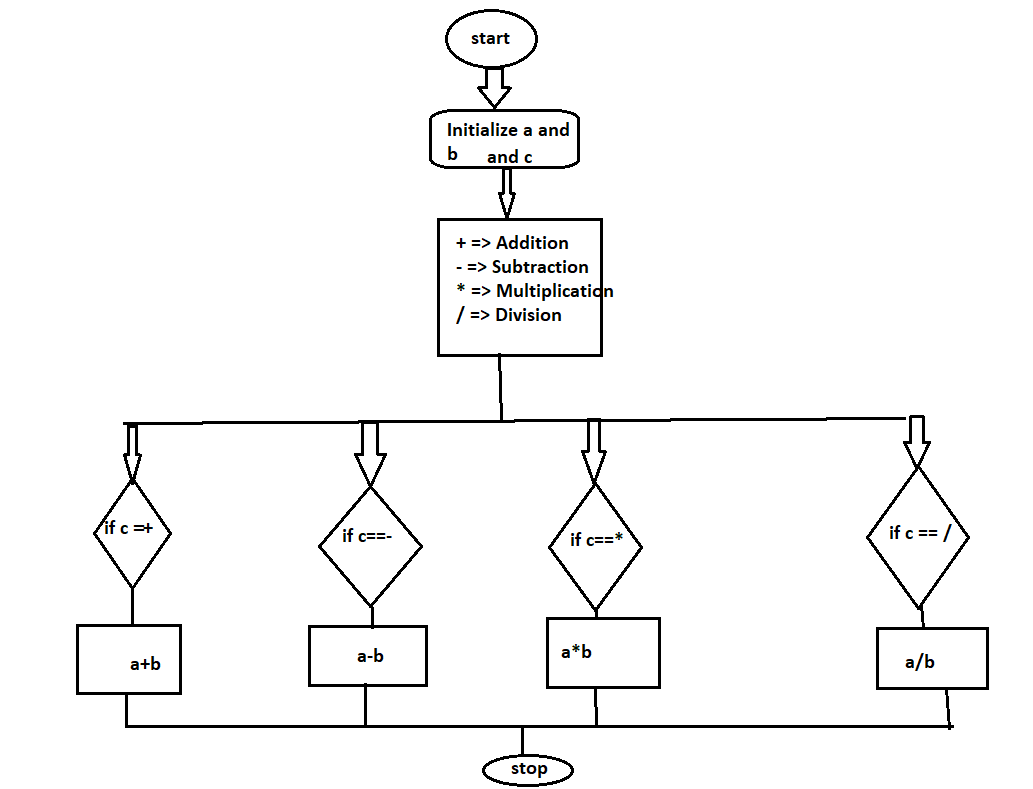 start
Initialize a and
b and c
+ => Addition
- => Subtraction
* => Multiplication
/ => Division
if c =+
if c==-
if c==*
if c == /
a+b
a-b
a*b
a/b
stop